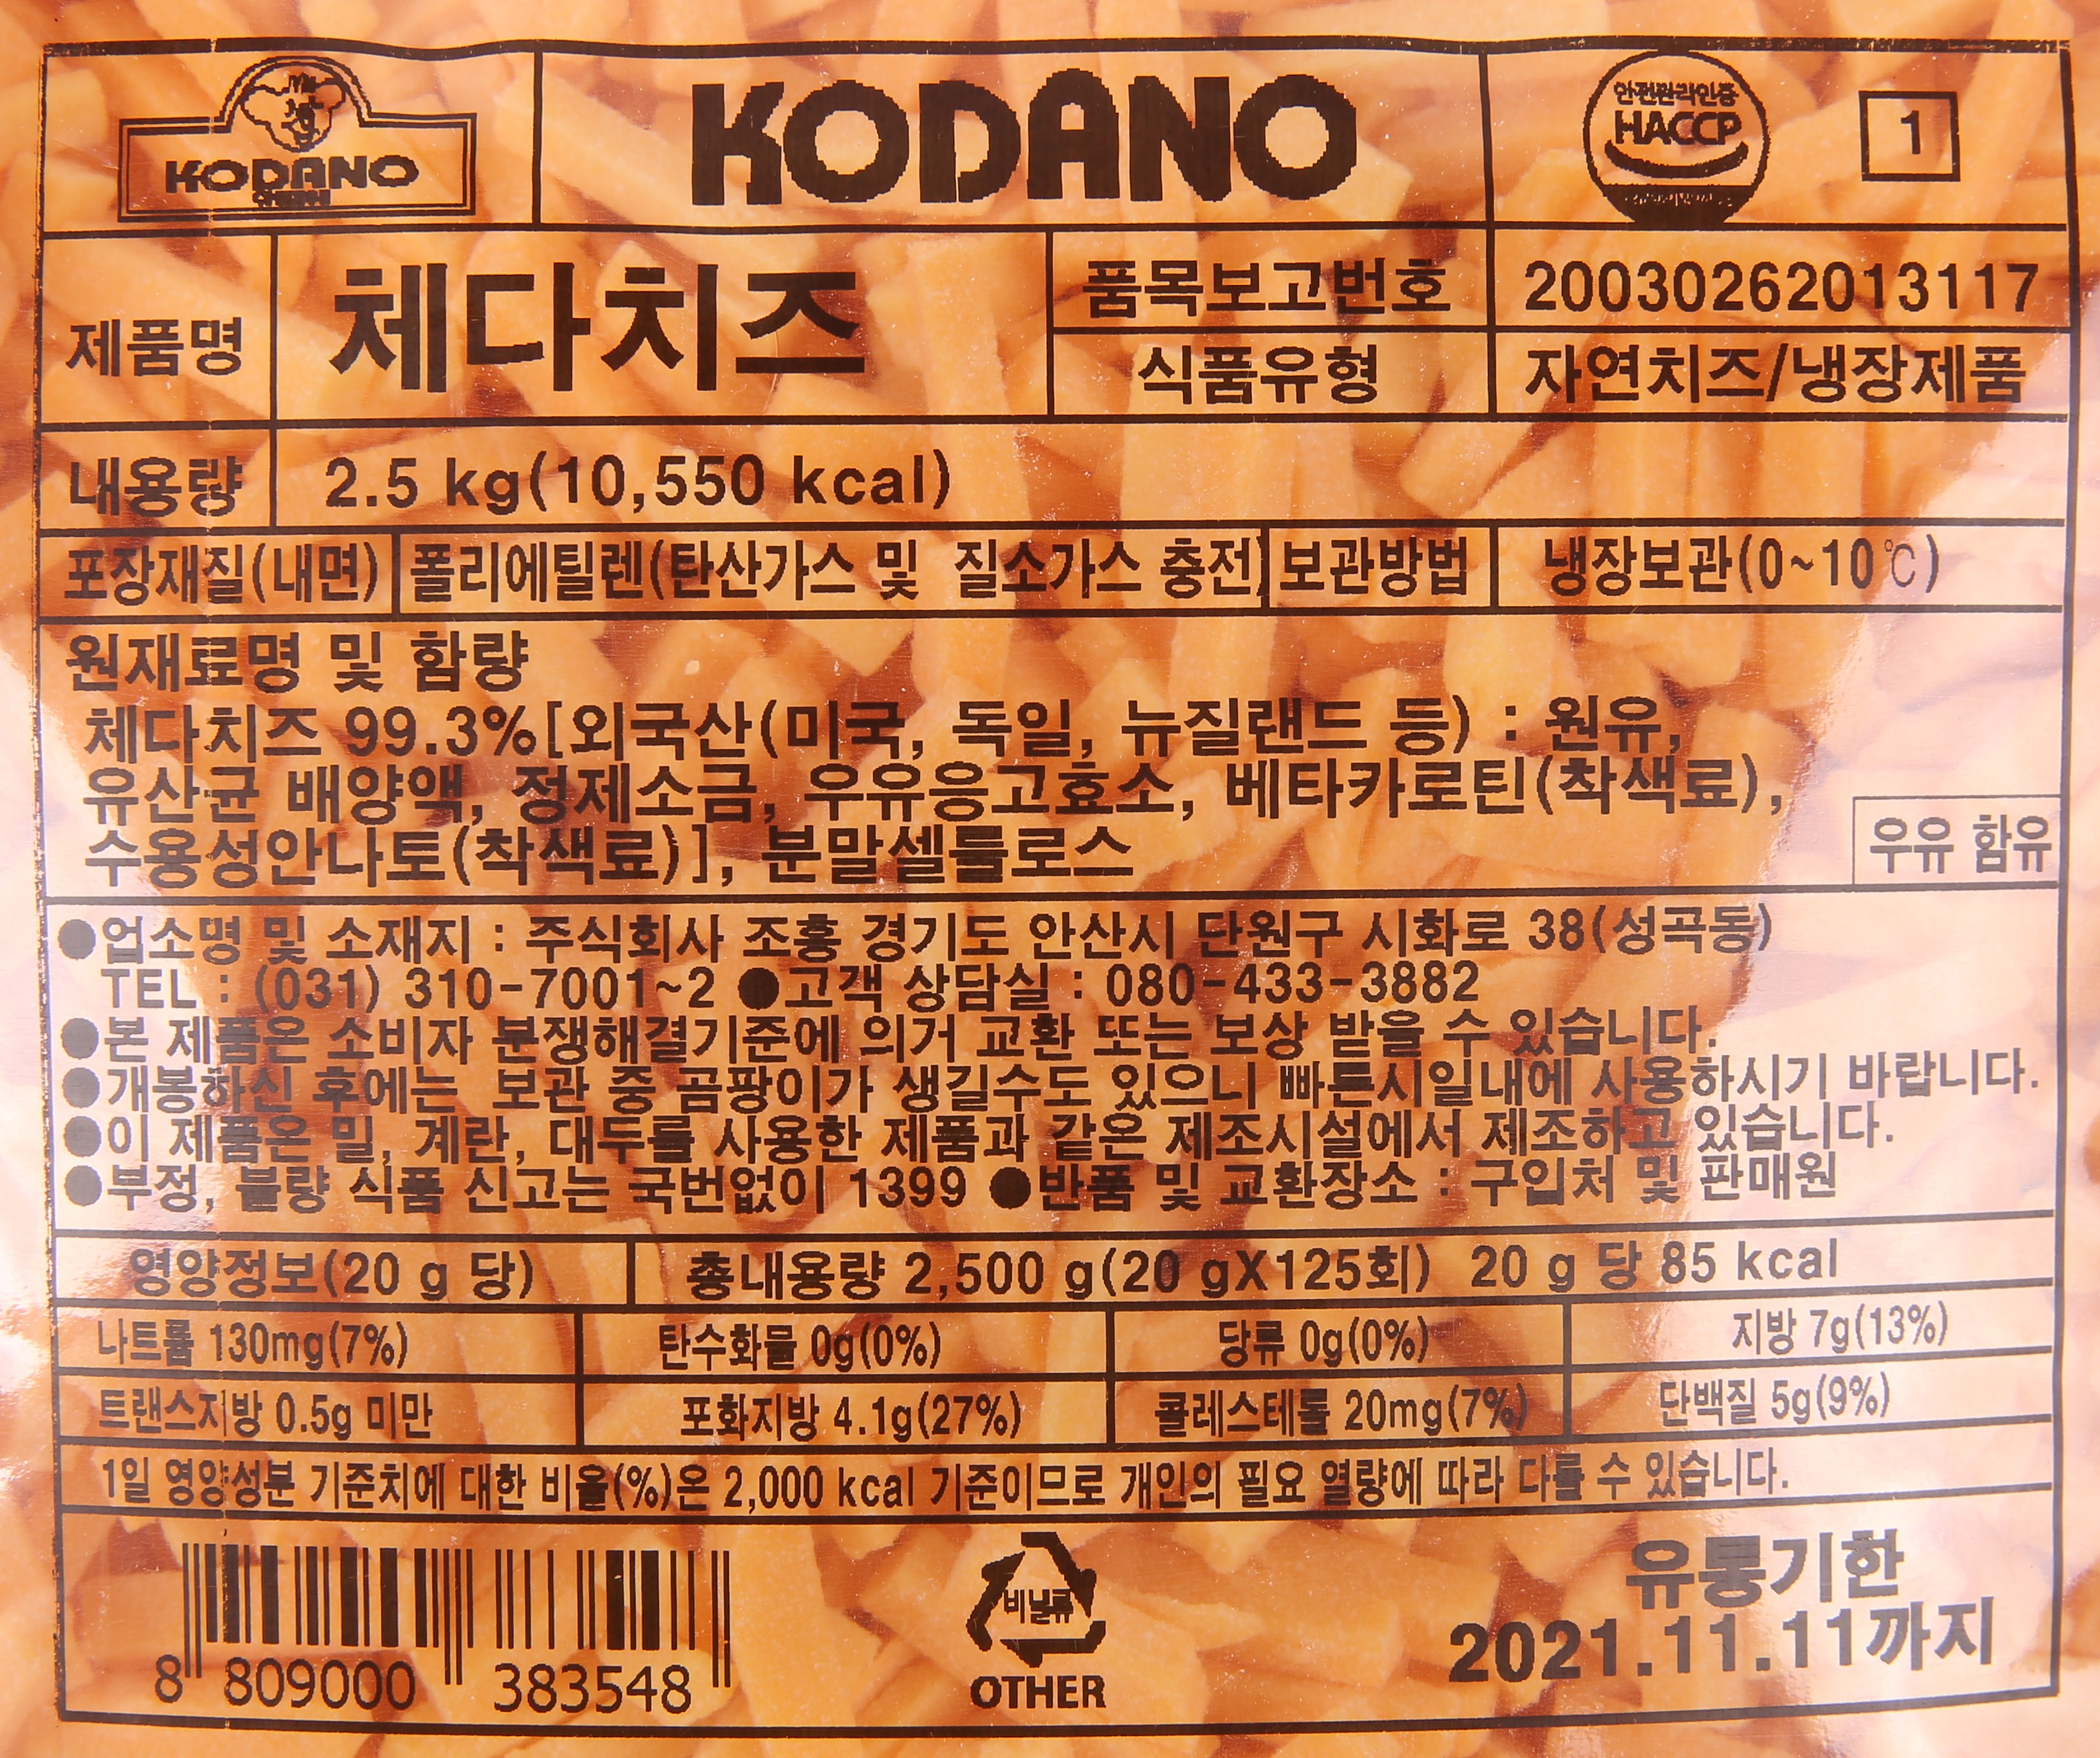 KODANO
KODANO
안전관리인증
HACCP
1
제품명
체다치즈
품목보고번호
20030262013117
식품유형
자연치즈/냉장제품
내용량
2.5 kg(10,550 kcal)
포장재질(내면)
폴리에틸렌(탄산가스 및 질소가스 충전)
보관방법
냉장보관(0~10℃)
원재료명 및 함량
체다치즈 99.3%[외국산(미국, 독일, 뉴질랜드 등) : 원유,
유산균 배양액, 정제소금, 우유응고효소, 베타카로틴(착색료),
수용성안나토(착색료)], 분말셀룰로스
우유 함유
●업소명 및 소재지 : 주식회사 조흥 경기도 안산시 단원구 시화로 38(성곡동)
TEL : (031) 310-7001~2 ●고객 상담실 : 080-433-3882
●본 제품은 소비자 분쟁해결기준에 의거 교환 또는 보상 받을 수 있습니다.
●개봉하신 후에는 보관 중 곰팡이가 생길수도 있으니 빠른시일내에 사용하시기 바랍니다.
●이 제품은 밀, 계란, 대두를 사용한 제품과 같은 제조시설에서 제조하고 있습니다.
●부정, 불량 식품 신고는 국번없이 1399 ●반품 및 교환장소 : 구입처 및 판매원
영양정보(20 g 당)
총내용량 2,500 g(20 gX125회) 20 g 당 85 kcal
나트륨 130mg(7%)
탄수화물 0g(0%)
당류 0g(0%)
지방 7g(13%)
트랜스지방 0.5g 미만
포화지방 4.1g(27%)
콜레스테롤 20mg(7%)
단백질 5g(9%)
1일 영양성분 기준치에 대한 비율(%)은 2,000 kcal 기준이므로 개인의 필요 열량에 따라 다를 수 있습니다.
8 809000 383548
비닐류
OTHER
유통기한
2021.11.11까지